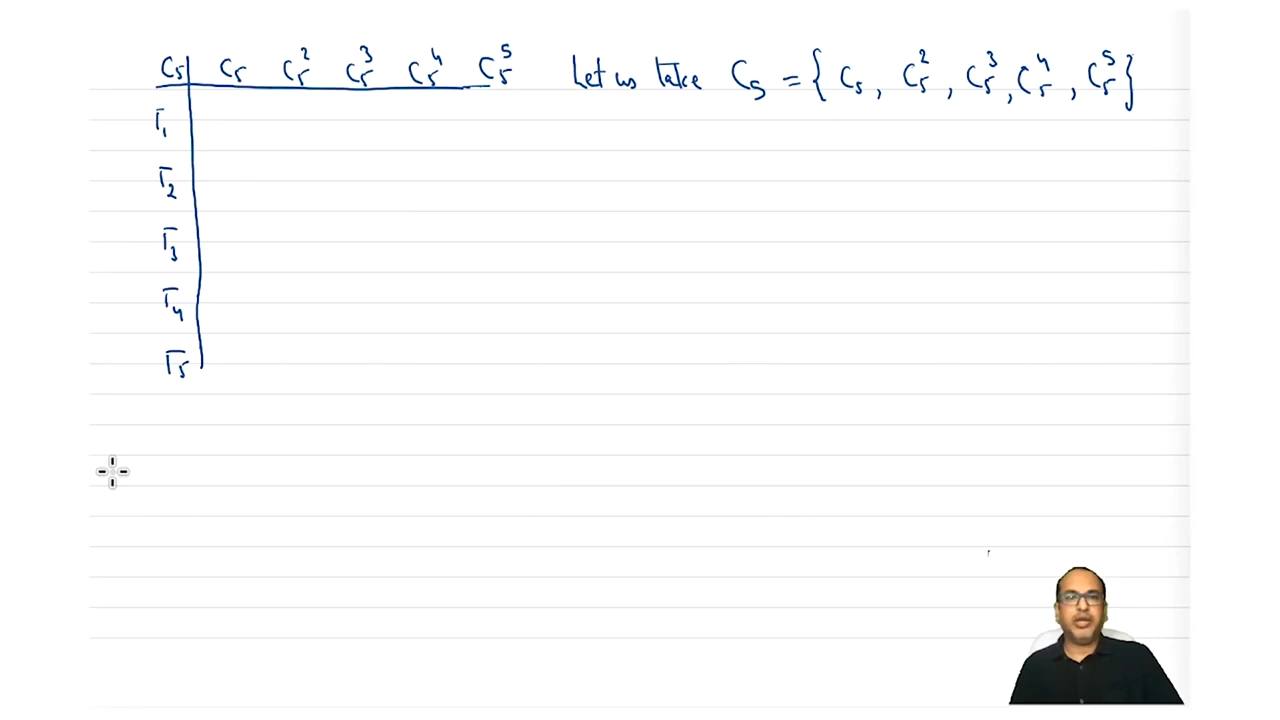 C₅ C₅ C₅² C₅³ C₅⁴ C₅⁵ Let us take C₅ = { C₅, C₅², C₅³, C₅⁴, C₅⁵ }
Γ₁
Γ₂
Γ₃
Γ₄
Γ₅